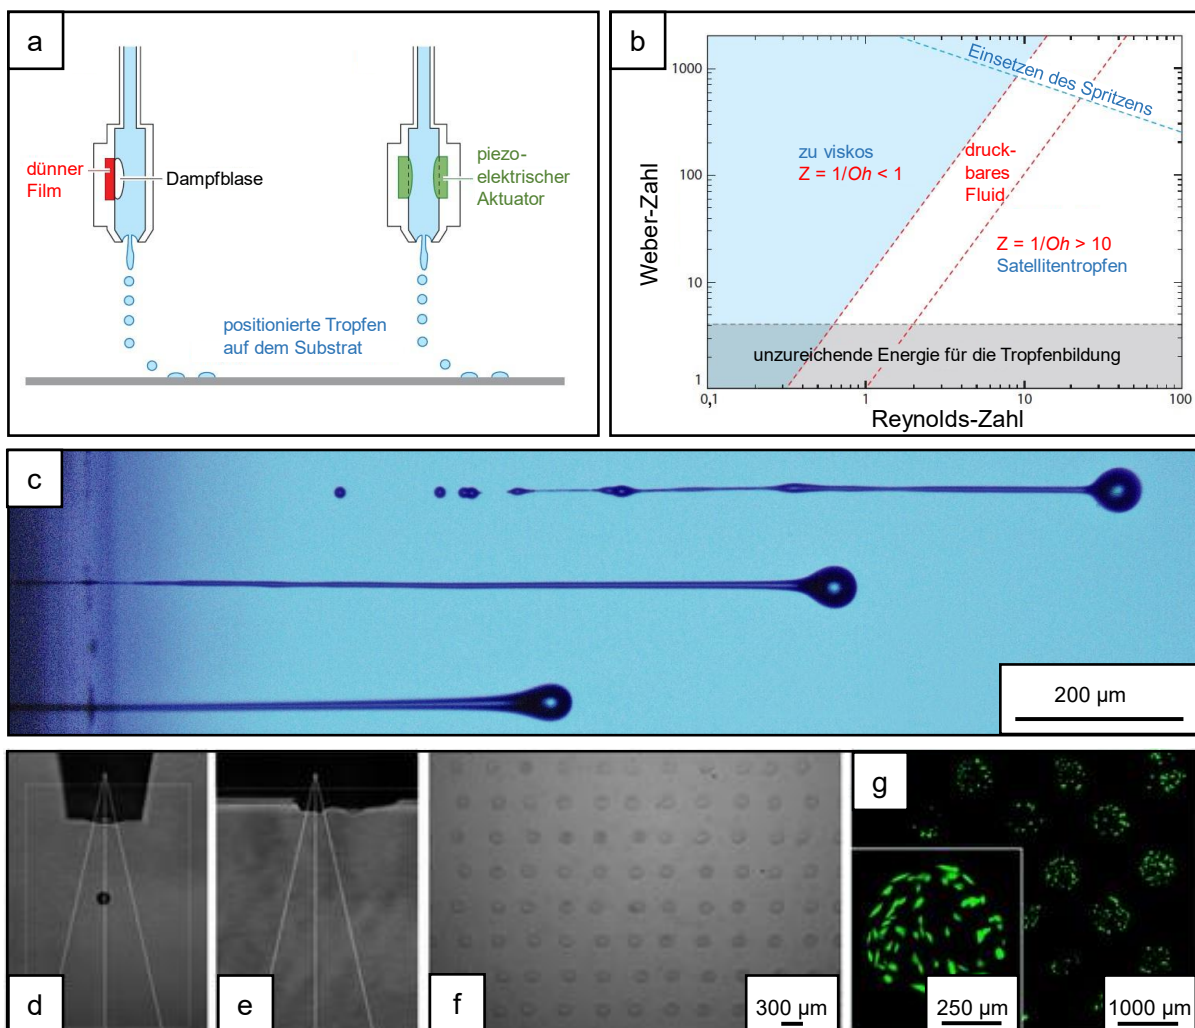 a
dünner
Film
Dampfblase
piezo-
elektrischer
Aktuator
positionierte Tropfen
auf dem Substrat
b
Weber-Zahl
1000
100
10
1
Einsetzen des Spritzens
zu viskos
Z = 1/Oh < 1
druck-
bares
Fluid
Z = 1/Oh > 10
Satellitentropfen
unzureichende Energie für die Tropfenbildung
0,1
1
10
100
Reynolds-Zahl
c
200 µm
d
e
f
300 µm
g
250 µm
1000 µm